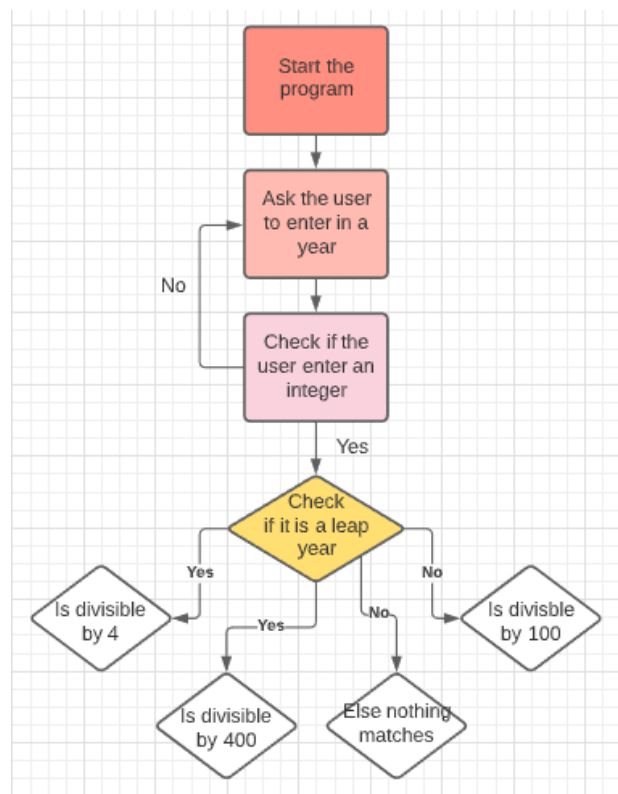 Start the
program
Ask the user
to enter in a
year
No
Check if the
user enter an
integer
Yes
Check
if it is a leap
year
Yes
No
Is divisible
by 4
Yes
No
Is divisble
by 100
Is divisible
by 400
Else nothing
matches